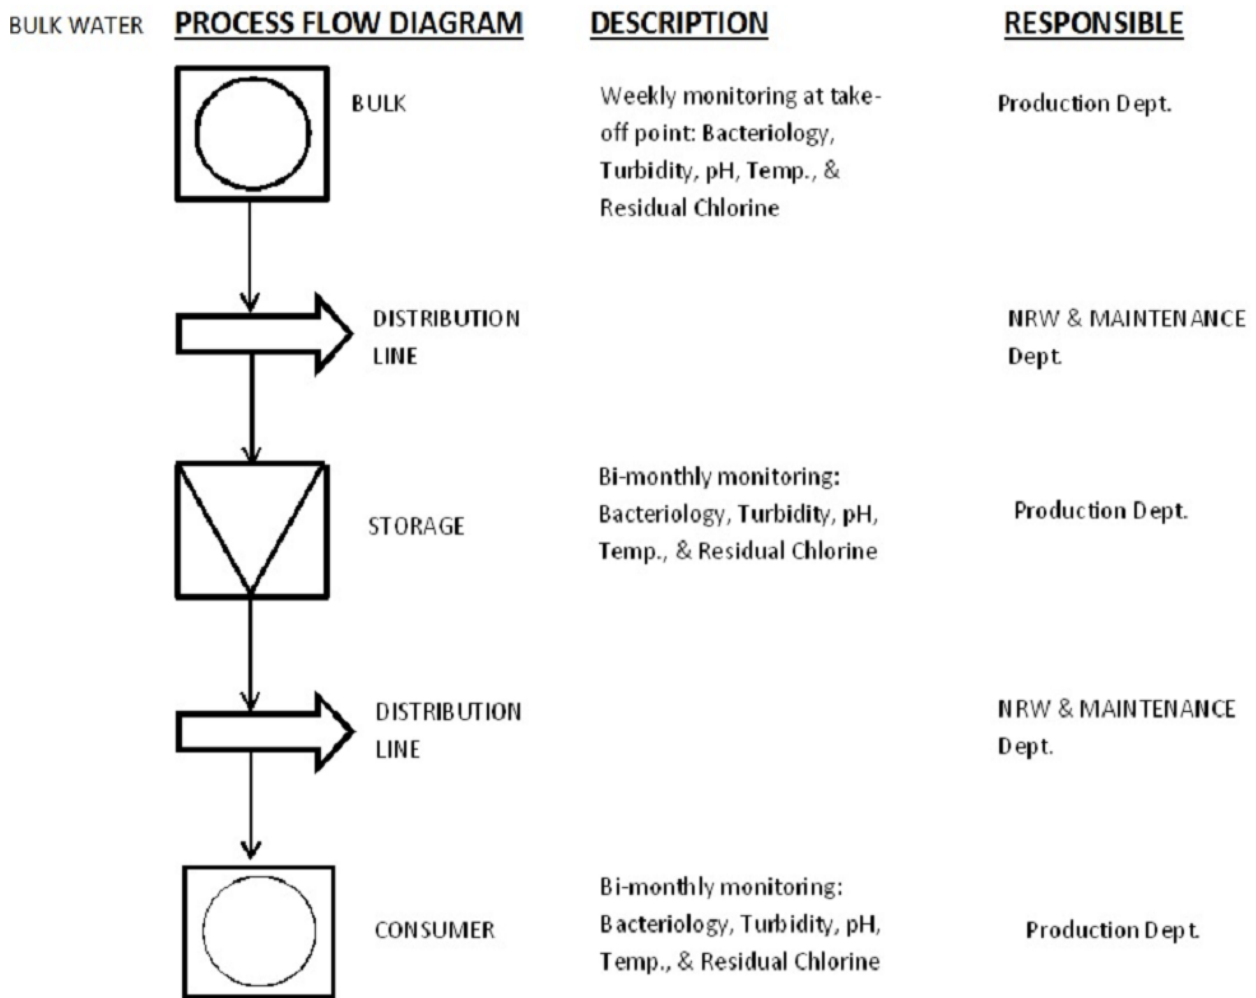 BULK WATER PROCESS FLOW DIAGRAM DESCRIPTION RESPONSIBLE
BULK
Weekly monitoring at take-
off point: Bacteriology,
Turbidity, pH, Temp., &
Residual Chlorine
Production Dept.
DISTRIBUTION
LINE
NRW & MAINTENANCE
Dept.
STORAGE
Bi-monthly monitoring:
Bacteriology, Turbidity, pH,
Temp., & Residual Chlorine
Production Dept.
DISTRIBUTION
LINE
NRW & MAINTENANCE
Dept.
CONSUMER
Bi-monthly monitoring:
Bacteriology, Turbidity, pH,
Temp., & Residual Chlorine
Production Dept.